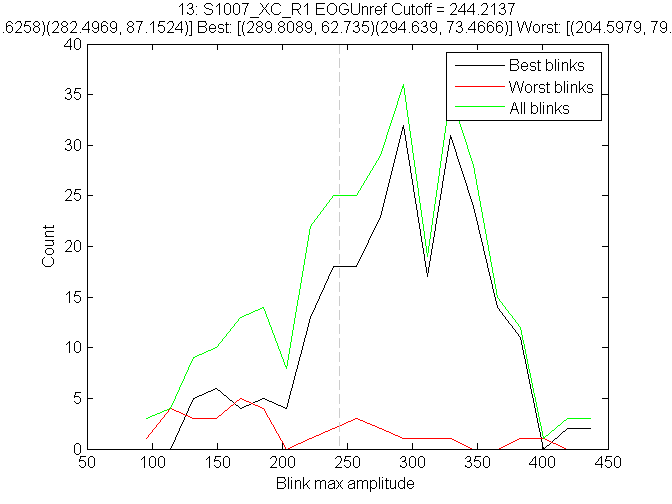 13: S1007_XC_R1 EOGUnref Cutoff = 244.2137
.6258)(282.4969, 87.1524)] Best: [(289.8089, 62.735)(294.639, 73.4666)] Worst: [(204.5979, 79.
Best blinks
Worst blinks
All blinks
Count
40
35
30
25
20
15
10
5
0
50
100
150
200
250
300
350
400
450
Blink max amplitude